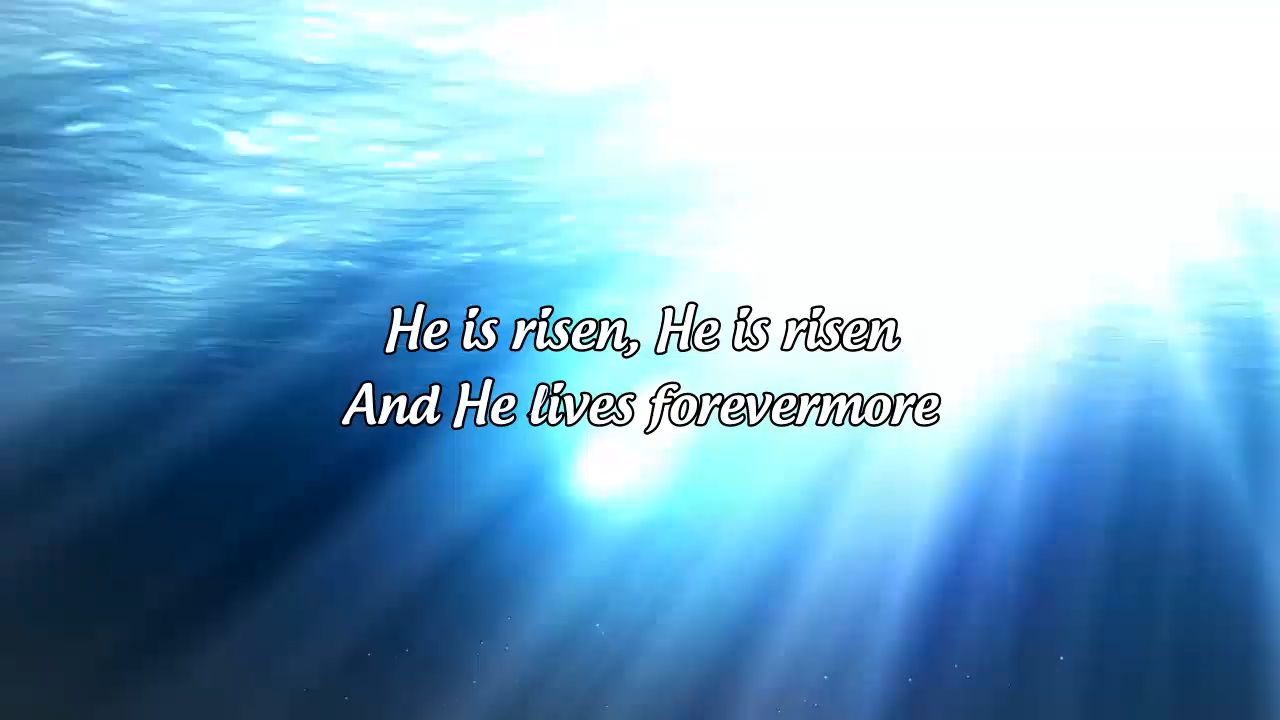 He is risen, He is risen
And He lives forevermore